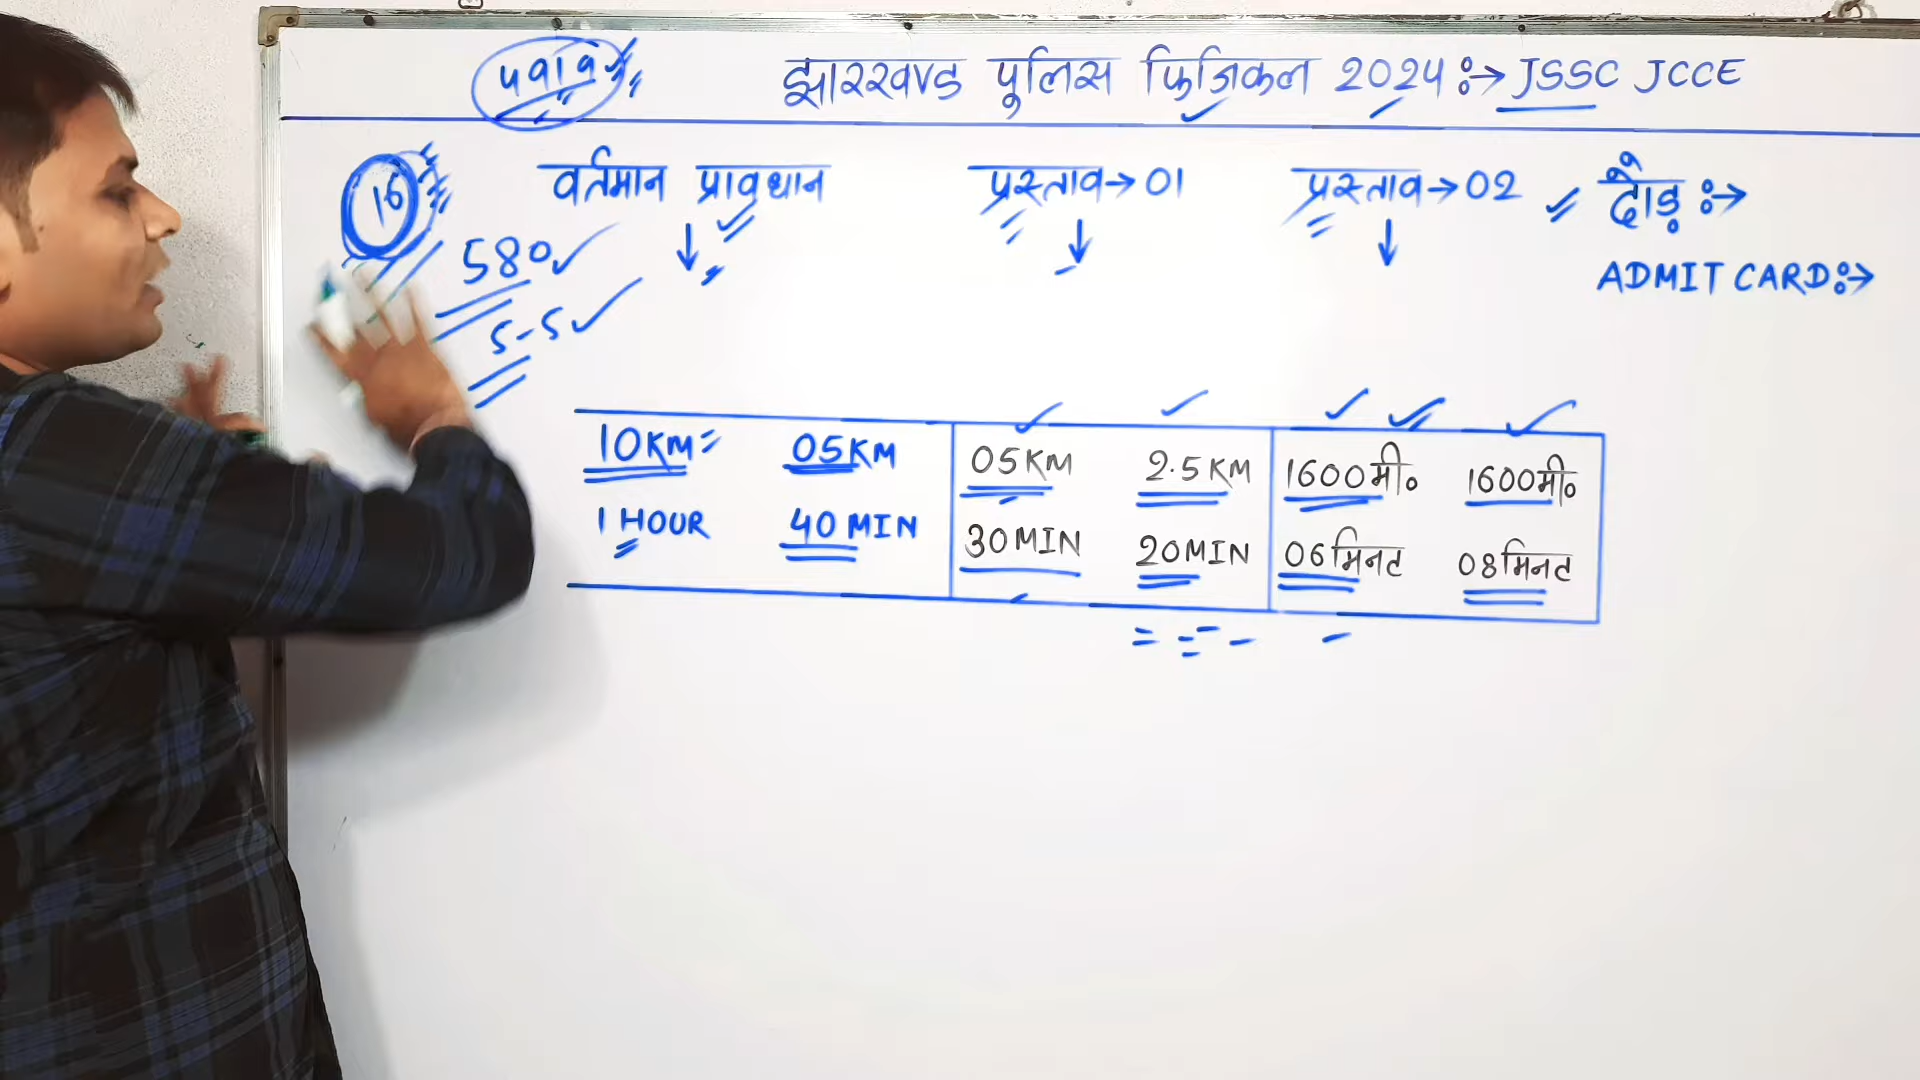 झारखण्ड पुलिस फिजिकल 2024 :→ JSSC JCCE
16
वर्तमान प्रावधान
प्रस्ताव→01
प्रस्ताव→02
दौड़ :→
580
5-5
ADMIT CARD:→
10KM= 05KM 05KM 2.5KM 1600मी० 1600मी०
1 HOUR 40 MIN 30MIN 20MIN 06मिनट 08मिनट